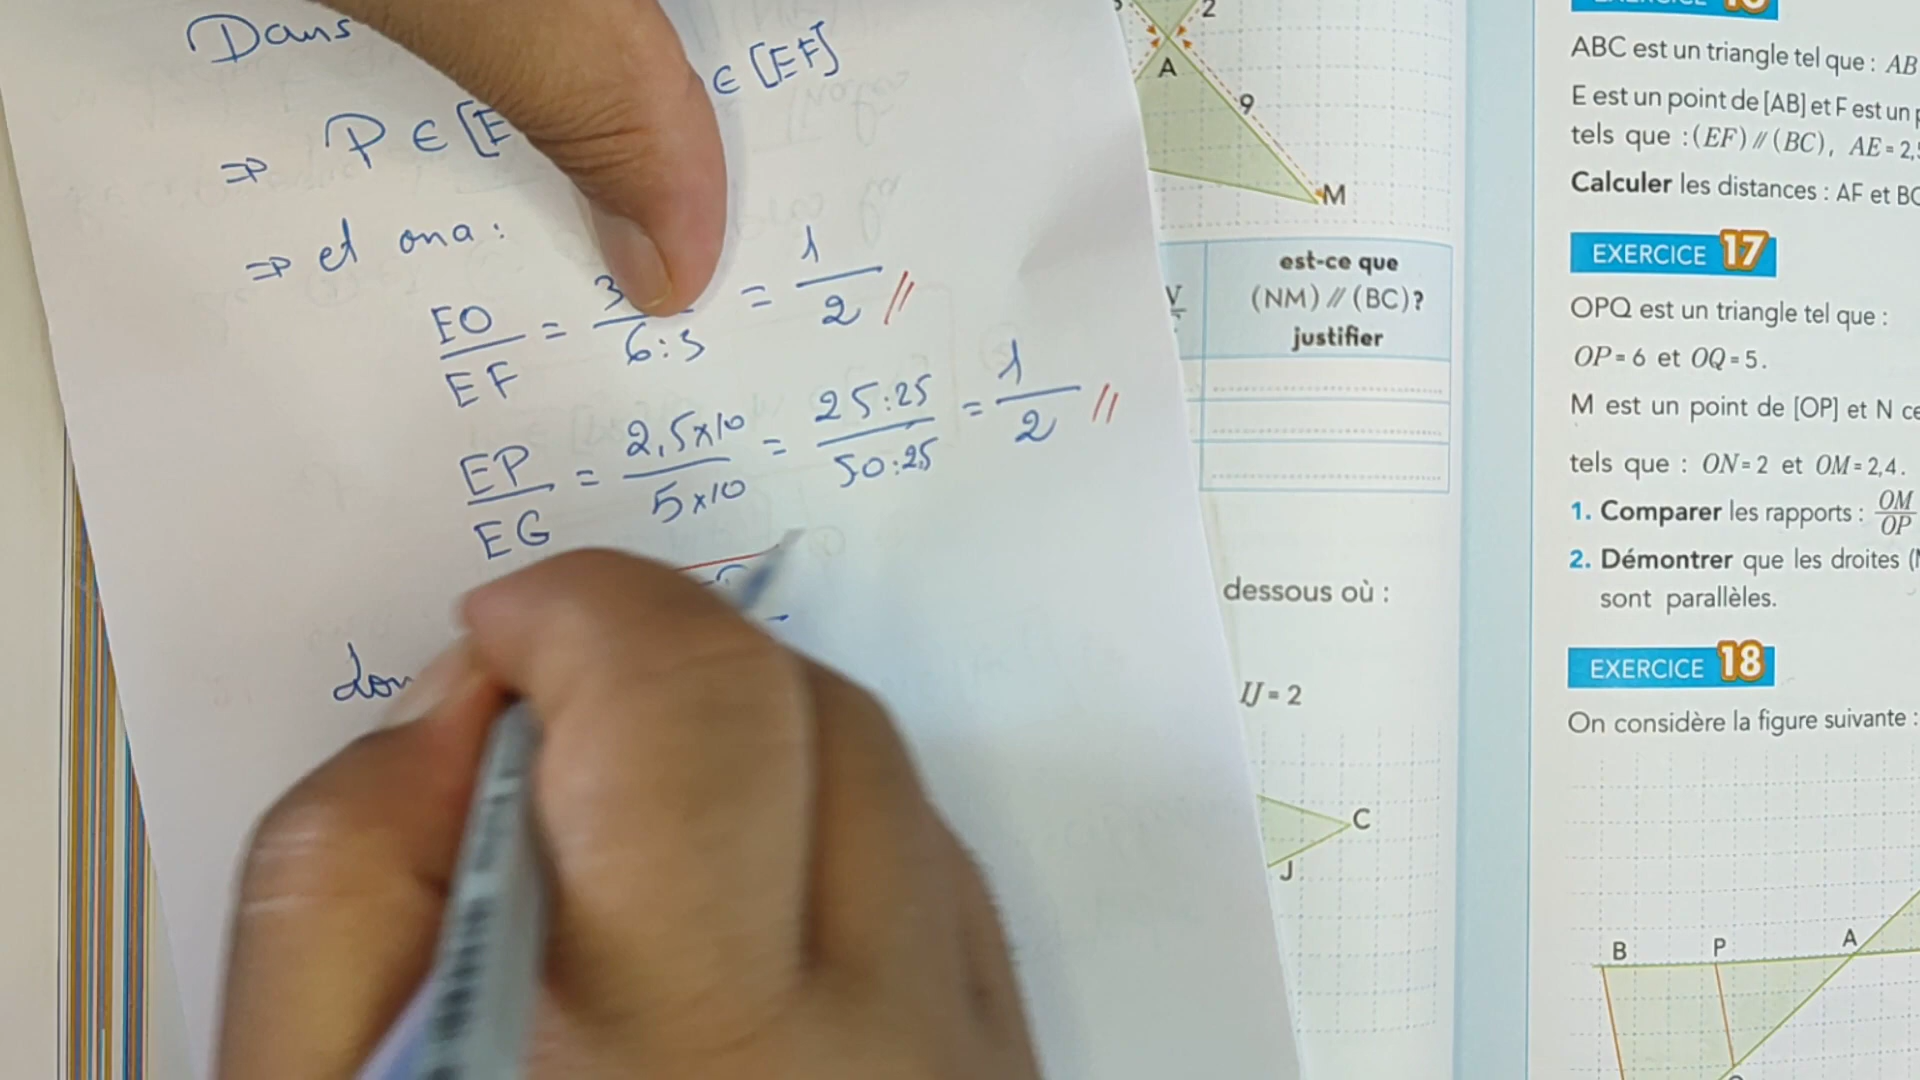 Dans
∈ [EF]
⇒ P ∈ [E
⇒ et ona :
EO/EF = 3/6:3 = 1/2 //
EP/EG = 2,5×10/5×10 = 25:25/50:25 = 1/2 //
don
2
A
9
M
est-ce que
(NM) // (BC) ?
justifier
dessous où :
IJ = 2
C
J
ABC est un triangle tel que : AB
E est un point de [AB] et F est un
tels que : (EF) // (BC), AE = 2,
Calculer les distances : AF et BC
EXERCICE 17
OPQ est un triangle tel que :
OP = 6 et OQ = 5.
M est un point de [OP] et N ce
tels que : ON = 2 et OM = 2,4.
1. Comparer les rapports : OM/OP
2. Démontrer que les droites (
sont parallèles.
EXERCICE 18
On considère la figure suivante :
B P A